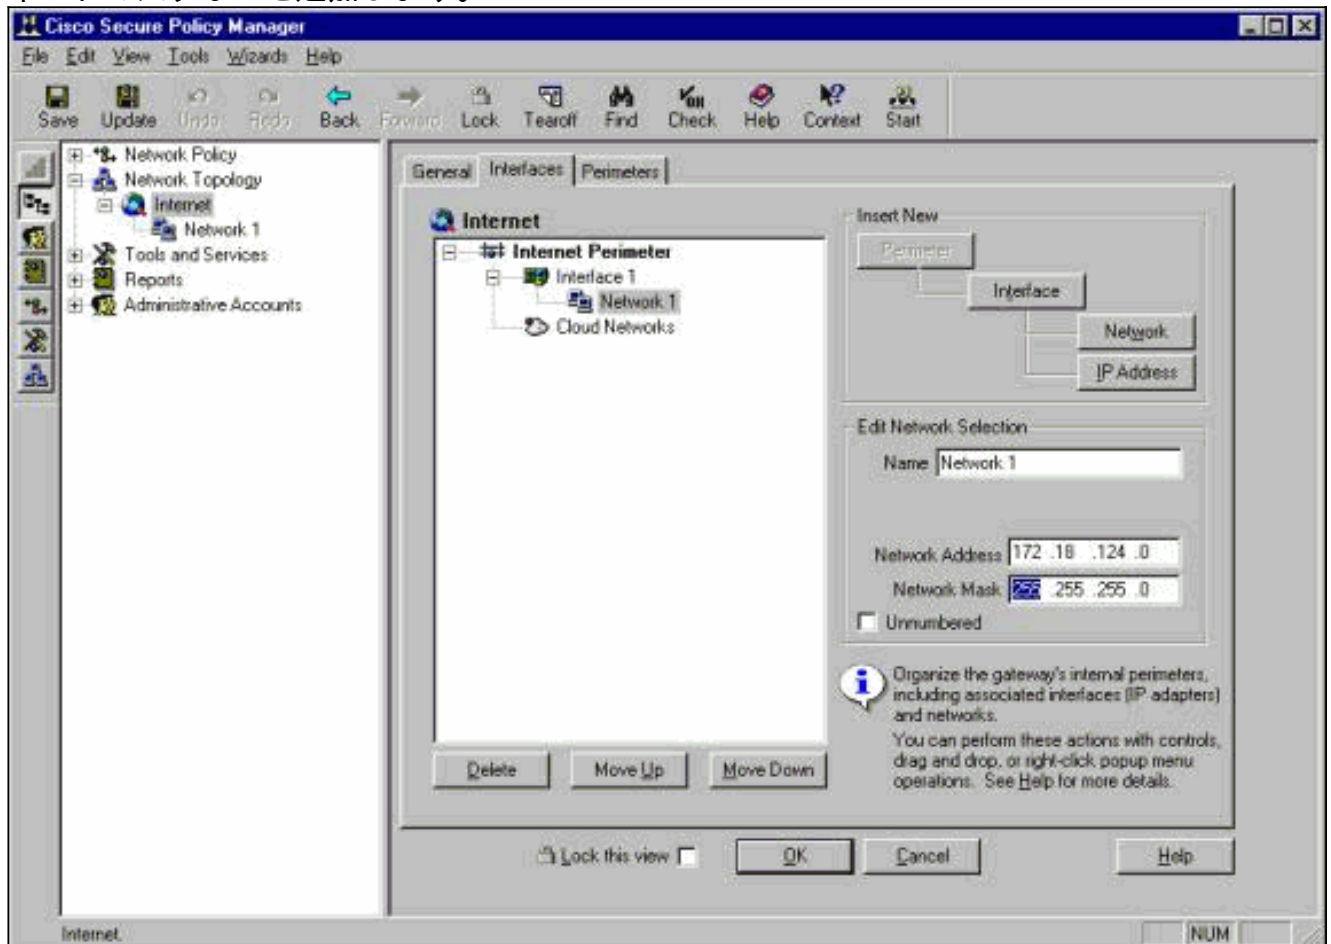 Cisco Secure Policy Manager
File Edit View Tools Wizards Help
Save Update Undo Redo Back Forward Lock Tearoff Find Check Help Context Start
Network Policy
Network Topology
Internet
Network 1
Tools and Services
Reports
Administrative Accounts
General Interfaces Perimeters
Internet
Internet Perimeter
Interface 1
Network 1
Cloud Networks
Delete Move Up Move Down
Insert New
Perimeter
Interface
Network
IP Address
Edit Network Selection
Name Network 1
Network Address 172 .18 .124 .0
Network Mask 255 .255 .255 .0
Unnumbered
Organize the gateway's internal perimeters,
including associated interfaces (IP adapters)
and networks.
You can perform these actions with controls,
drag and drop, or right-click popup menu
operations. See Help for more details.
Lock this view OK Cancel Help
Internet. NUM